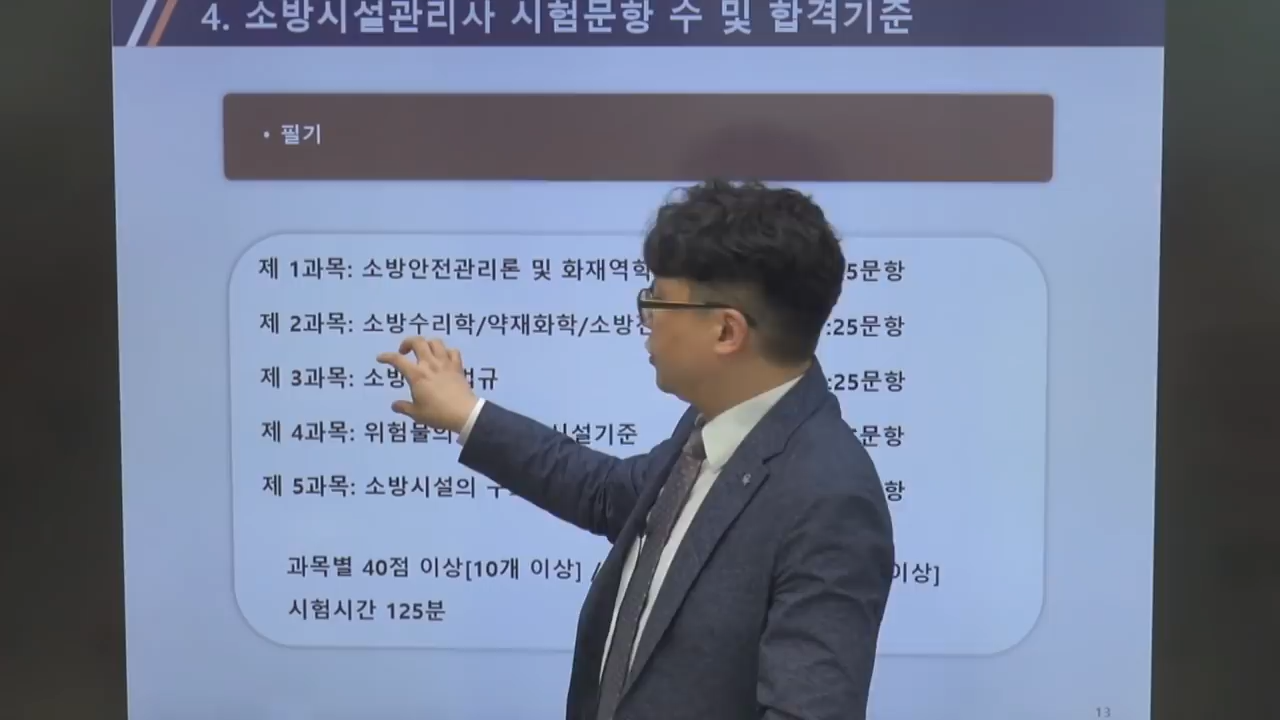 4. 소방시설관리사 시험문항 수 및 합격기준
• 필기
제 1과목: 소방안전관리론 및 화재역학 5문항
제 2과목: 소방수리학/약재화학/소방전 :25문항
제 3과목: 소방 법규 :25문항
제 4과목: 위험물의 시설기준 문항
제 5과목: 소방시설의 항
과목별 40점 이상[10개 이상] / 이상]
시험시간 125분
13